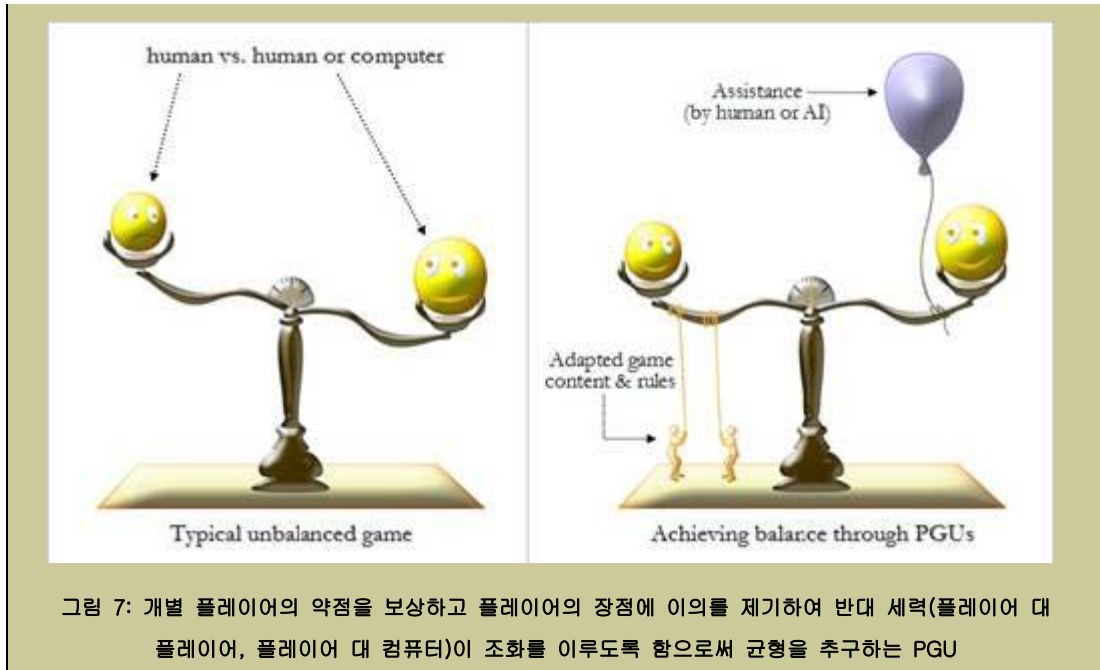 human vs. human or computer
Typical unbalanced game
Assistance
(by human or AI)
Adapted game
content & rules
Achieving balance through PGUs
그림 7: 개별 플레이어의 약점을 보상하고 플레이어의 장점에 이의를 제기하여 반대 세력(플레이어 대
플레이어, 플레이어 대 컴퓨터)이 조화를 이루도록 함으로써 균형을 추구하는 PGU